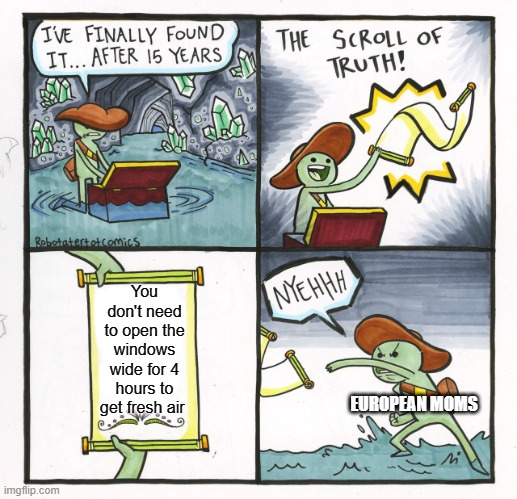 I'VE FINALLY FOUND
IT... AFTER 15 YEARS
THE SCROLL OF
TRUTH!
Robotatertotcomics
You
don't need
to open the
windows
wide for 4
hours to
get fresh air
NYEHHH
EUROPEAN MOMS
imgflip.com